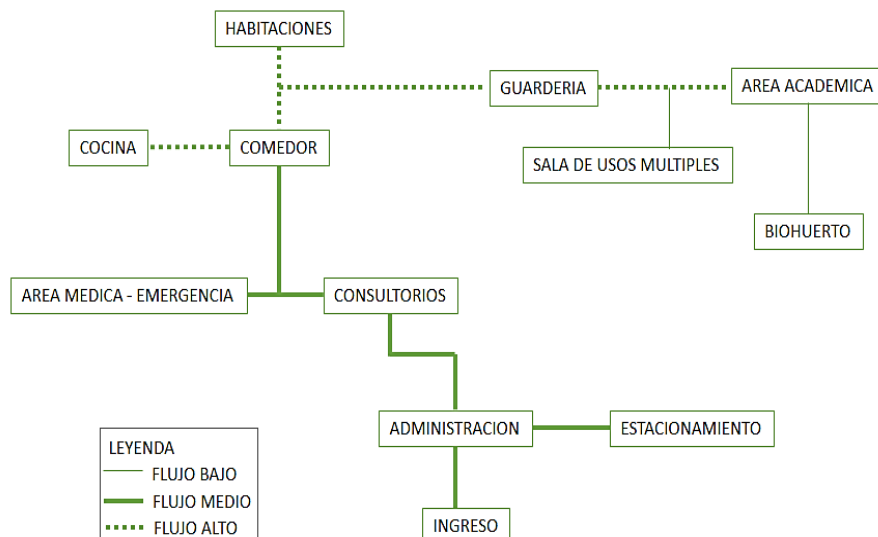 HABITACIONES
GUARDERIA
AREA ACADEMICA
COCINA
COMEDOR
SALA DE USOS MULTIPLES
BIOHUERTO
AREA MEDICA - EMERGENCIA
CONSULTORIOS
ADMINISTRACION
ESTACIONAMIENTO
LEYENDA
FLUJO BAJO
FLUJO MEDIO
FLUJO ALTO
INGRESO